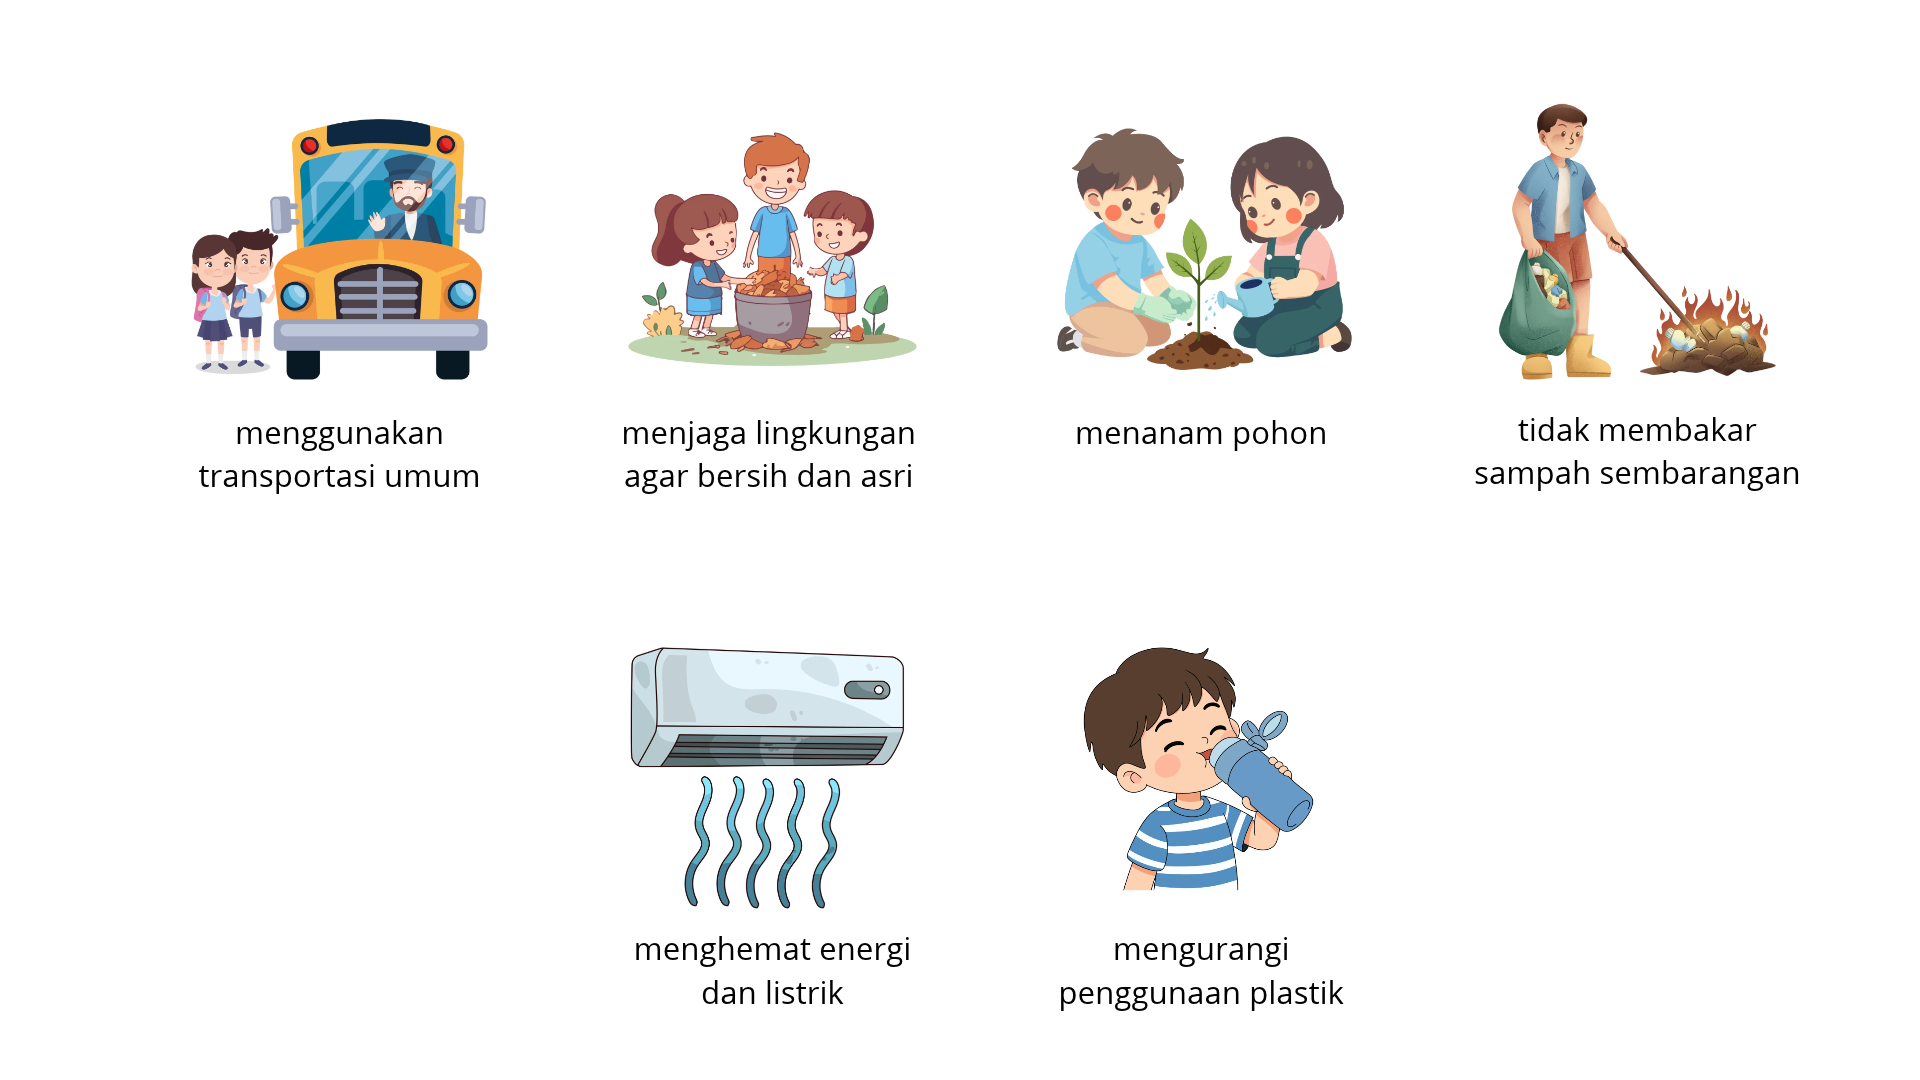 menggunakan
transportasi umum
menjaga lingkungan
agar bersih dan asri
menanam pohon
tidak membakar
sampah sembarangan
menghemat energi
dan listrik
mengurangi
penggunaan plastik